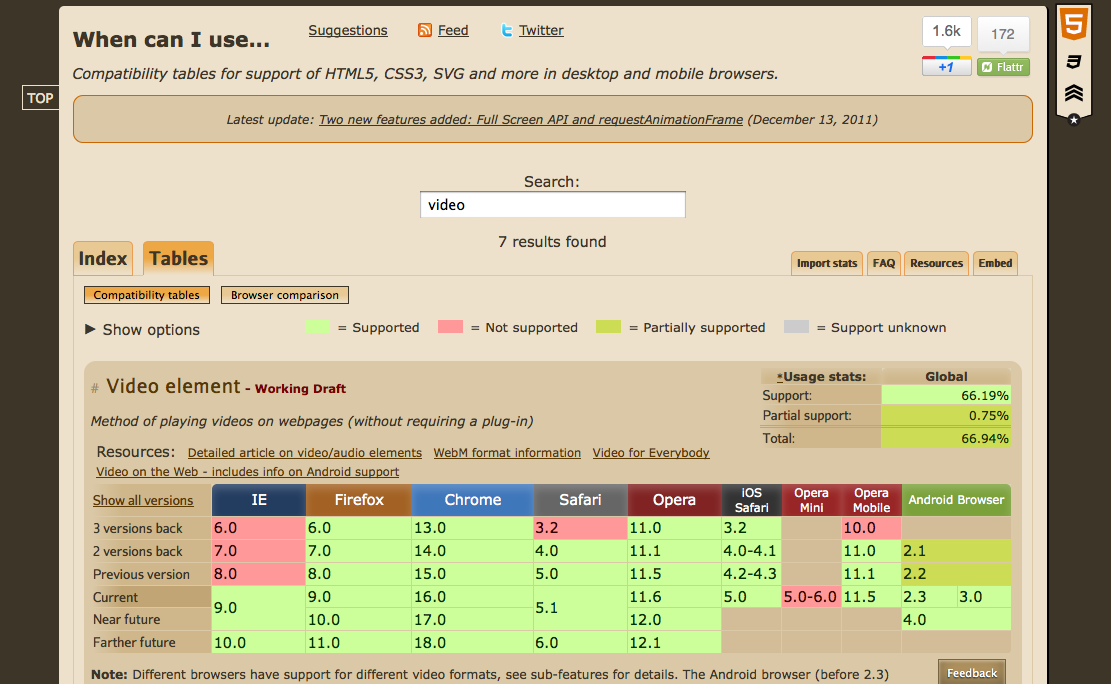 When can I use...
Suggestions Feed Twitter
1.6k 172
+1 Flattr
5
3
Compatibility tables for support of HTML5, CSS3, SVG and more in desktop and mobile browsers.
TOP
Latest update: Two new features added: Full Screen API and requestAnimationFrame (December 13, 2011)
Search:
video
7 results found
Index Tables
Import stats FAQ Resources Embed
Compatibility tables Browser comparison
► Show options = Supported = Not supported = Partially supported = Support unknown
# Video element - Working Draft
*Usage stats: Global
Support: 66.19%
Partial support: 0.75%
Total: 66.94%
Method of playing videos on webpages (without requiring a plug-in)
Resources: Detailed article on video/audio elements WebM format information Video for Everybody
Video on the Web - includes info on Android support
Show all versions IE Firefox Chrome Safari Opera iOS Safari Opera Mini Opera Mobile Android Browser
3 versions back 6.0 6.0 13.0 3.2 11.0 3.2 10.0
2 versions back 7.0 7.0 14.0 4.0 11.1 4.0-4.1 11.0 2.1
Previous version 8.0 8.0 15.0 5.0 11.5 4.2-4.3 11.1 2.2
Current 9.0 9.0 16.0 5.1 11.6 5.0 5.0-6.0 11.5 2.3 3.0
Near future 10.0 17.0 12.0 4.0
Farther future 10.0 11.0 18.0 6.0 12.1
Note: Different browsers have support for different video formats, see sub-features for details. The Android browser (before 2.3)
Feedback